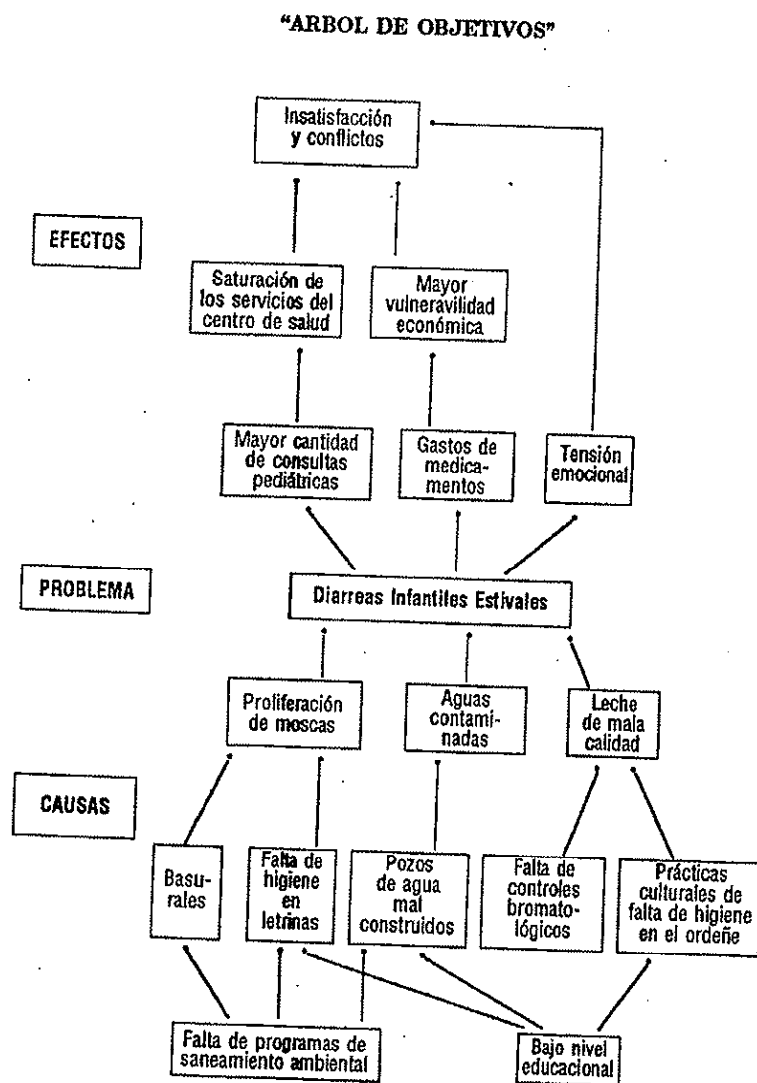 "ARBOL DE OBJETIVOS"
Insatisfacción
y conflictos
EFECTOS
Saturación de
los servicios del
centro de salud
Mayor
vulneravilidad
económica
Mayor cantidad
de consultas
pediátricas
Gastos de
medica-
mentos
Tensión
emocional
PROBLEMA
Diarreas Infantiles Estivales
Proliferación
de moscas
Aguas
contami-
nadas
Leche
de mala
calidad
CAUSAS
Basu-
rales
Falta de
higiene
en
letrinas
Pozos
de agua
mal
construidos
Falta de
controles
bromato-
lógicos
Prácticas
culturales de
falta de higiene
en el ordeñe
Falta de programas de
saneamiento ambiental
Bajo nivel
educacional